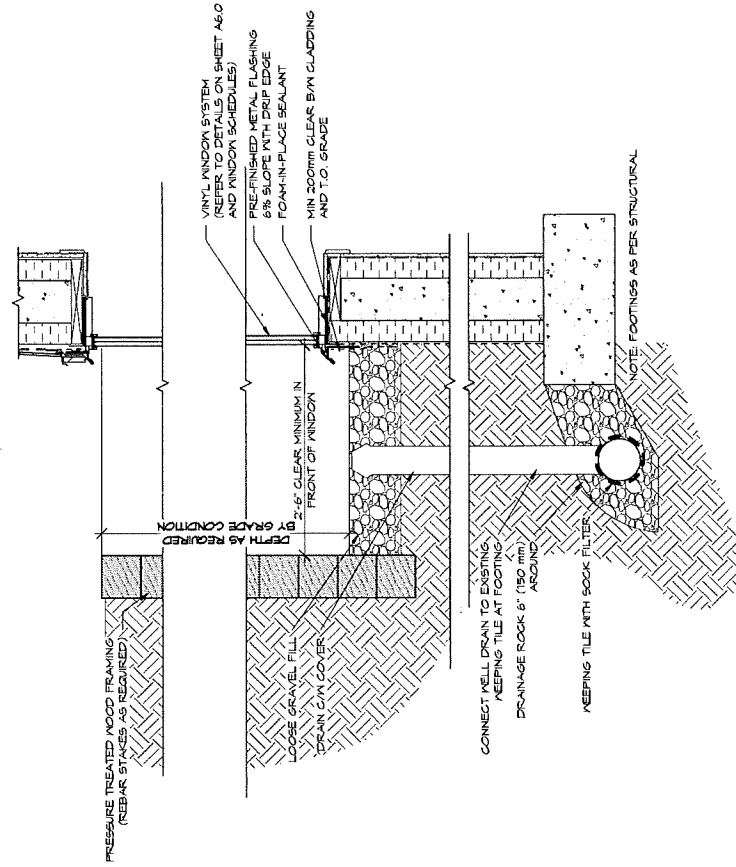 PRESSURE TREATED WOOD FRAMING
(REBAR STAKES AS REQUIRED)
DEPTH AS REQUIRED
BY GRADE CONDITION
2'-6" CLEAR MINIMUM IN
FRONT OF WINDOW
VINYL WINDOW SYSTEM
(REFER TO DETAILS ON SHEET A6.0
AND WINDOW SCHEDULES)
PRE-FINISHED METAL FLASHING
6% SLOPE WITH DRIP EDGE
FOAM-IN-PLACE SEALANT
MIN 200mm CLEAR B/W CLADDING
AND T.O. GRADE
LOOSE GRAVEL FILL
DRAIN C/W COVER
CONNECT WELL DRAIN TO EXISTING
WEEPING TILE AT FOOTING
DRAINAGE ROCK 6" (150 mm)
AROUND
WEEPING TILE WITH SOCK FILTER
NOTE: FOOTINGS AS PER STRUCTURAL